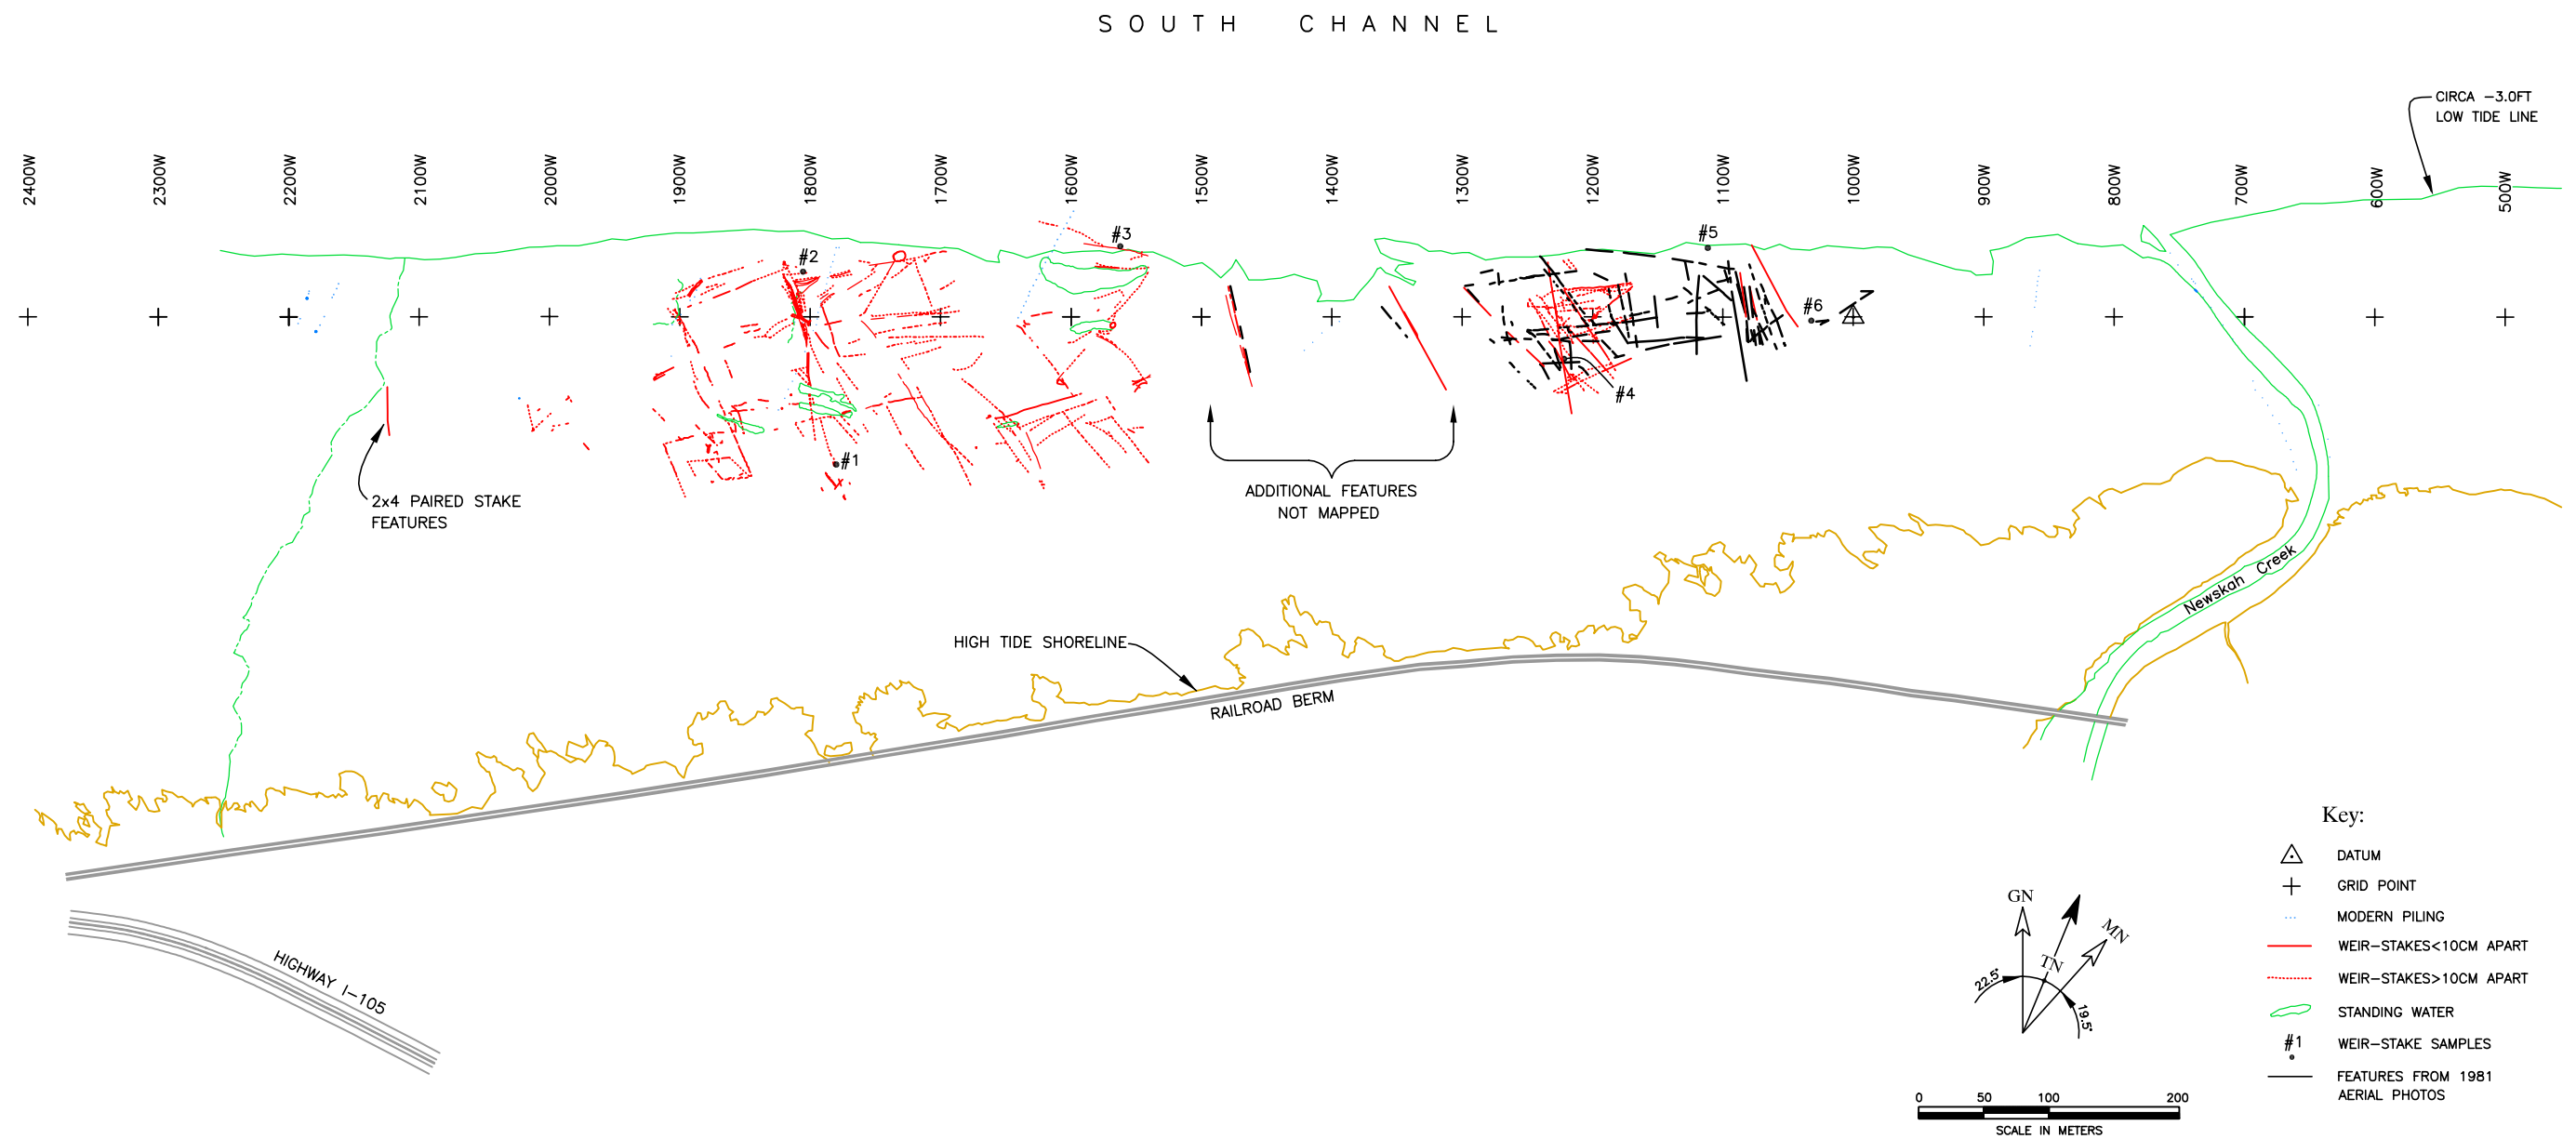 SOUTH CHANNEL
CIRCA -3.0FT
LOW TIDE LINE
2400W
2300W
2200W
2100W
2000W
1900W
1800W
1700W
1600W
1500W
1400W
1300W
1200W
1100W
1000W
900W
800W
700W
600W
500W
#3
#5
#2
#6
#4
#1
2x4 PAIRED STAKE
FEATURES
ADDITIONAL FEATURES
NOT MAPPED
Newskah Creek
HIGH TIDE SHORELINE
RAILROAD BERM
HIGHWAY I-105
GN
MN
TN
22.5°
19.5°
Key:
DATUM
GRID POINT
MODERN PILING
WEIR-STAKES<10CM APART
WEIR-STAKES>10CM APART
STANDING WATER
#1 WEIR-STAKE SAMPLES
FEATURES FROM 1981
AERIAL PHOTOS
0 50 100 200
SCALE IN METERS